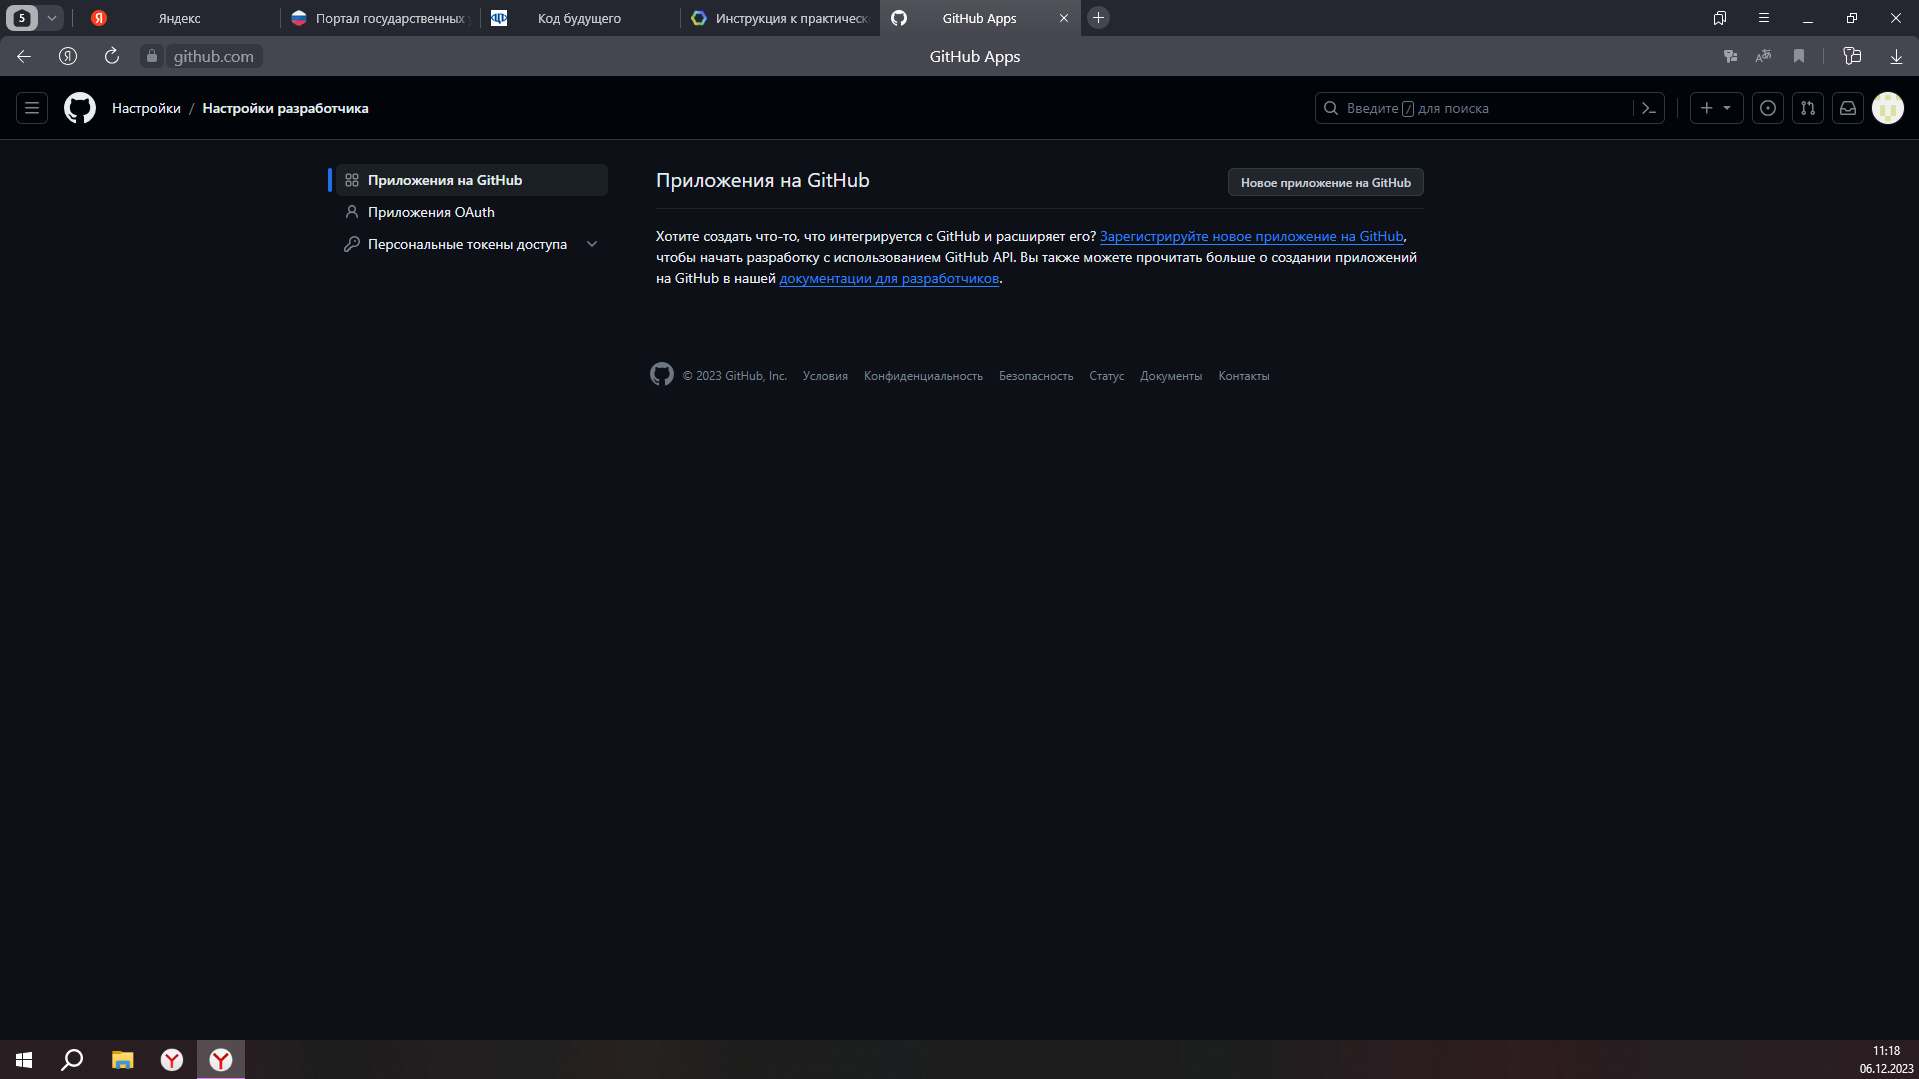 5
Яндекс
Портал государственных у
Код будущего
Инструкция к практическо
GitHub Apps
github.com
GitHub Apps
Настройки / Настройки разработчика
Введите / для поиска
Приложения на GitHub
Приложения OAuth
Персональные токены доступа
Приложения на GitHub
Новое приложение на GitHub
Хотите создать что-то, что интегрируется с GitHub и расширяет его? Зарегистрируйте новое приложение на GitHub,
чтобы начать разработку с использованием GitHub API. Вы также можете прочитать больше о создании приложений
на GitHub в нашей документации для разработчиков.
© 2023 GitHub, Inc. Условия Конфиденциальность Безопасность Статус Документы Контакты
11:18
06.12.2023